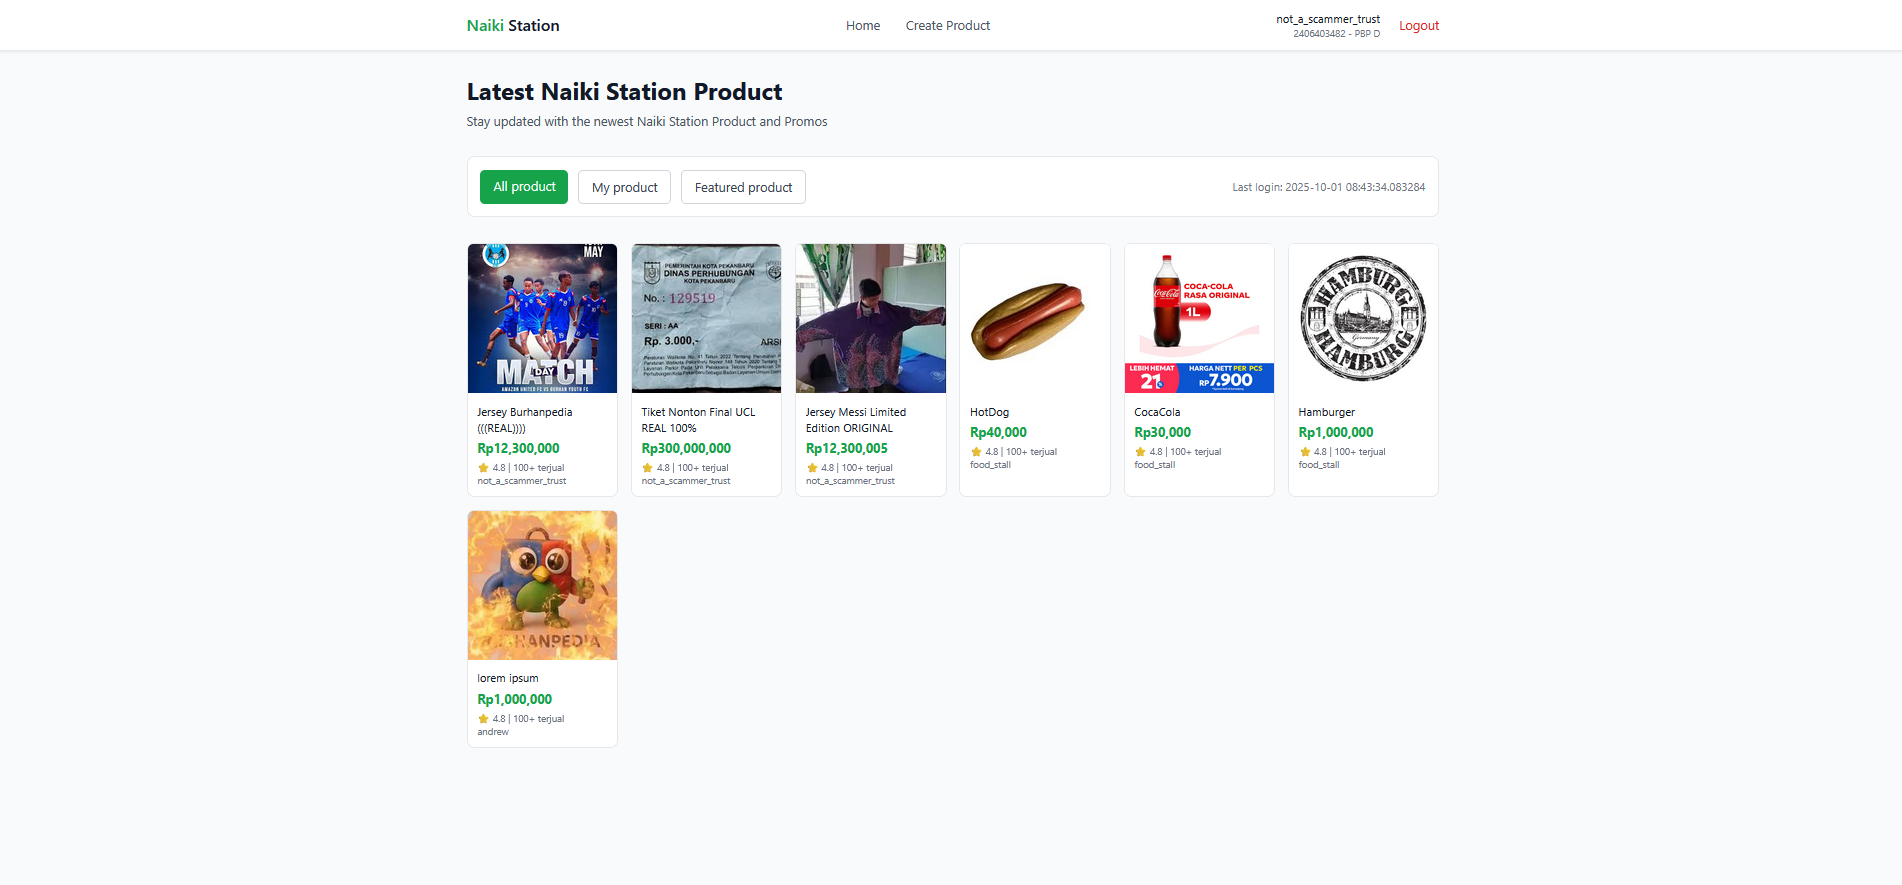 Naiki Station
Home
Create Product
not_a_scammer_trust
2406403482 - PBP D
Logout
Latest Naiki Station Product
Stay updated with the newest Naiki Station Product and Promos
All product
My product
Featured product
Last login: 2025-10-01 08:43:34.083284
MAY
MATCH
DAY
AMAZON UNITED FC VS BURHAN YOUTH FC
Jersey Burhanpedia
(((REAL))))
Rp12,300,000
4.8 | 100+ terjual
not_a_scammer_trust
PEMERINTAH KOTA PEKANBARU
DINAS PERHUBUNGAN
KOTA PEKANBARU
No. : 129519
SERI : AA
Rp. 3.000,-
ARSI
Tiket Nonton Final UCL
REAL 100%
Rp300,000,000
4.8 | 100+ terjual
not_a_scammer_trust
Jersey Messi Limited
Edition ORIGINAL
Rp12,300,005
4.8 | 100+ terjual
not_a_scammer_trust
HotDog
Rp40,000
4.8 | 100+ terjual
food_stall
Coca-Cola
COCA-COLA
RASA ORIGINAL
1L
LEBIH HEMAT
21
HARGA NETT PER PCS
RP7.900
CocaCola
Rp30,000
4.8 | 100+ terjual
food_stall
HAMBURG
Germany
HAMBURG
Hamburger
Rp1,000,000
4.8 | 100+ terjual
food_stall
HANPEDIA
lorem ipsum
Rp1,000,000
4.8 | 100+ terjual
andrew